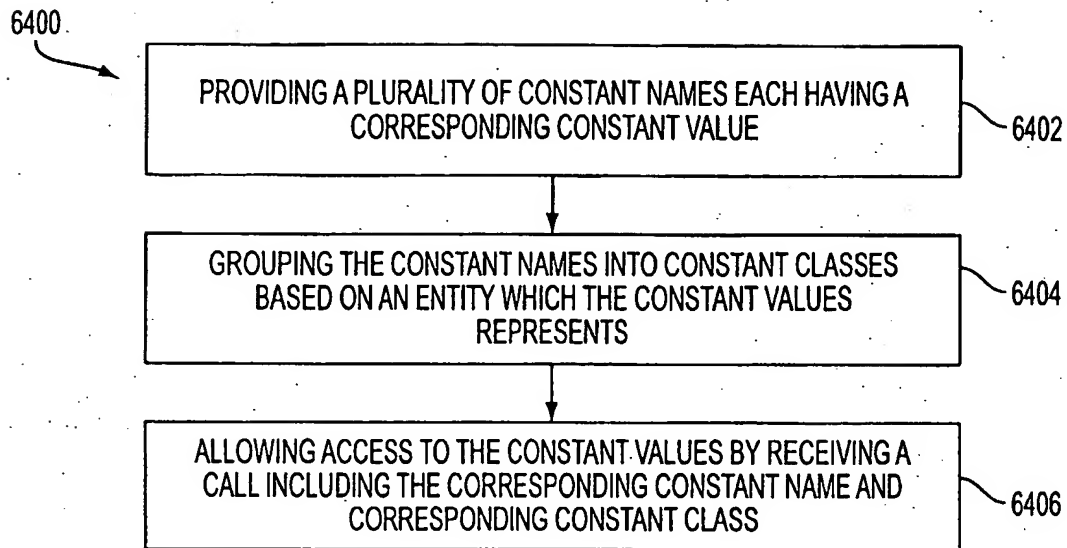 6400
PROVIDING A PLURALITY OF CONSTANT NAMES EACH HAVING A
CORRESPONDING CONSTANT VALUE
6402
GROUPING THE CONSTANT NAMES INTO CONSTANT CLASSES
BASED ON AN ENTITY WHICH THE CONSTANT VALUES
REPRESENTS
6404
ALLOWING ACCESS TO THE CONSTANT VALUES BY RECEIVING A
CALL INCLUDING THE CORRESPONDING CONSTANT NAME AND
CORRESPONDING CONSTANT CLASS
6406